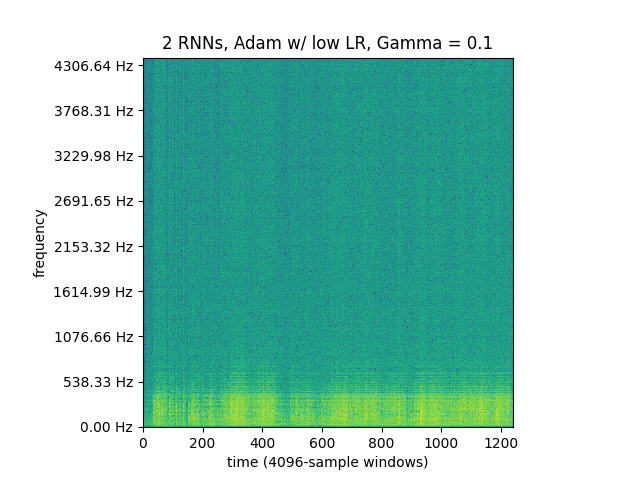 2 RNNs, Adam w/ low LR, Gamma = 0.1
4306.64 Hz
3768.31 Hz
3229.98 Hz
2691.65 Hz
2153.32 Hz
1614.99 Hz
1076.66 Hz
538.33 Hz
0.00 Hz
frequency
0 200 400 600 800 1000 1200
time (4096-sample windows)